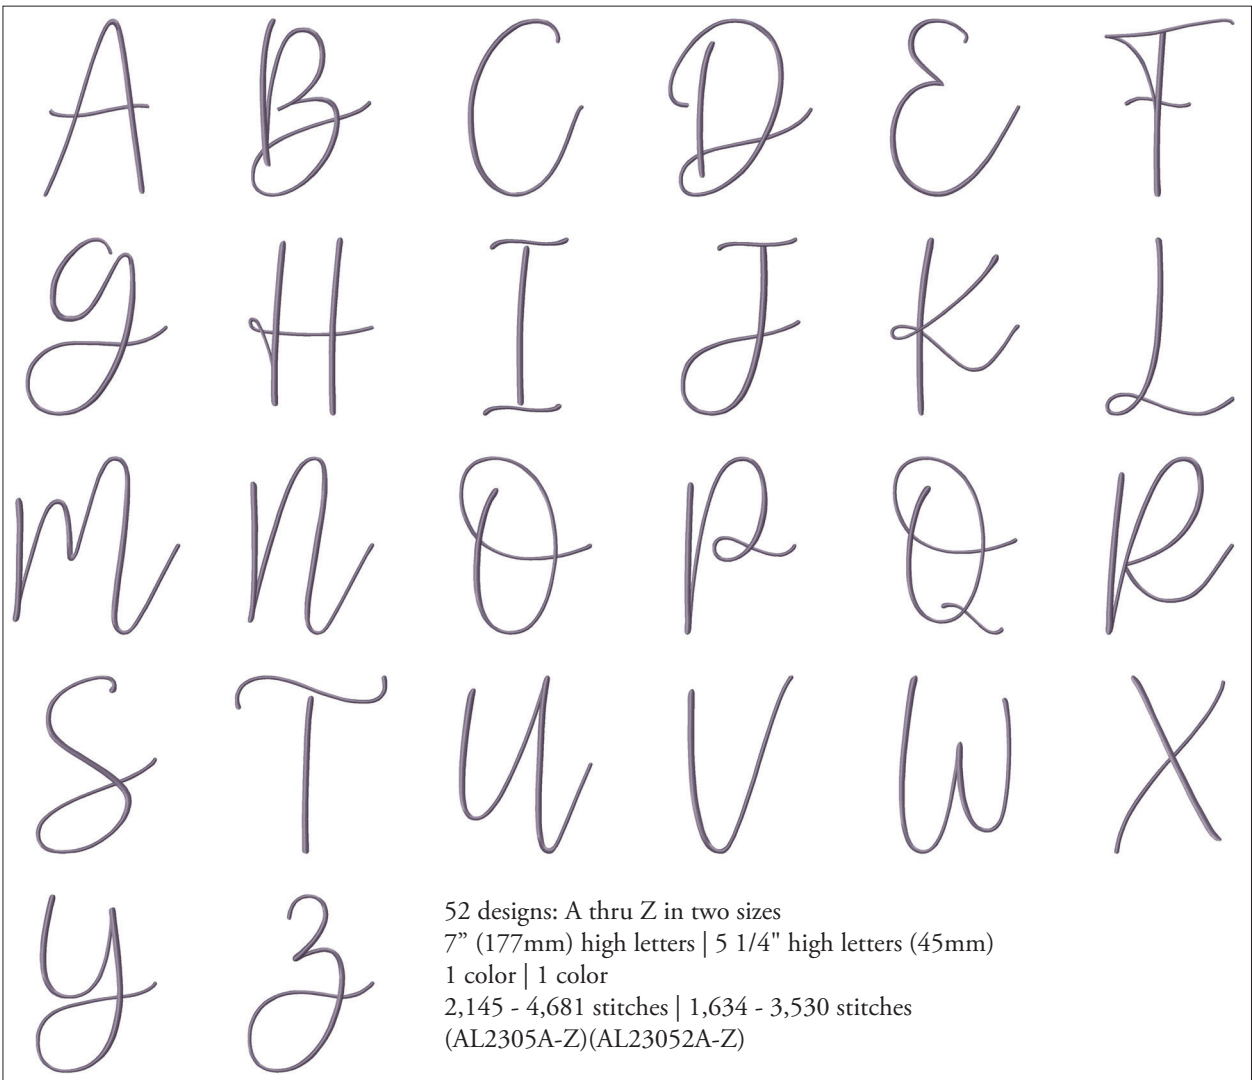 A B C D E F
G H I J K L
M N O P Q R
S T U V W X
Y Z
52 designs: A thru Z in two sizes
7” (177mm) high letters | 5 1/4" high letters (45mm)
1 color | 1 color
2,145 - 4,681 stitches | 1,634 - 3,530 stitches
(AL2305A-Z)(AL23052A-Z)